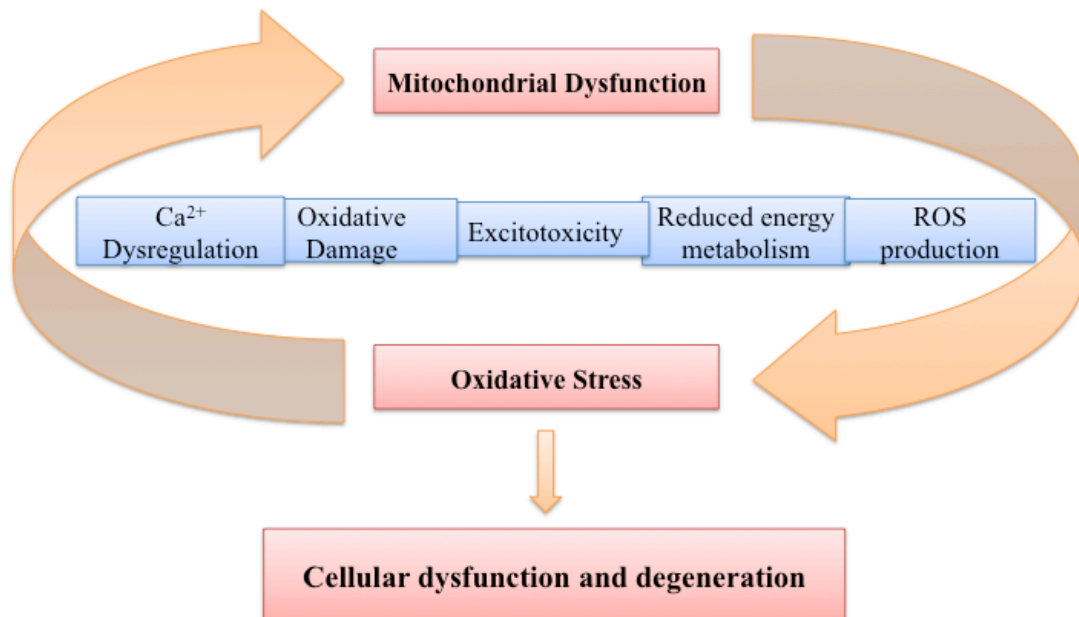 Mitochondrial Dysfunction
Ca²⁺
Dysregulation
Oxidative
Damage
Excitotoxicity
Reduced energy
metabolism
ROS
production
Oxidative Stress
Cellular dysfunction and degeneration